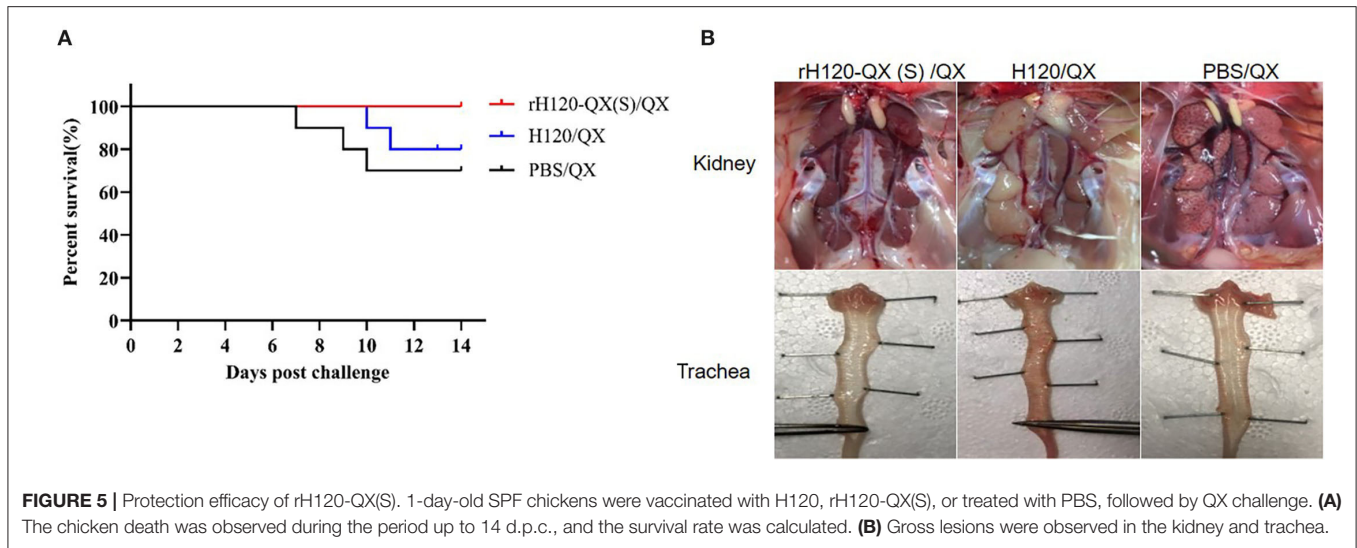 A
Percent survival(%)
100
80
60
40
20
0
0 2 4 6 8 10 12 14
Days post challenge
rH120-QX(S)/QX
H120/QX
PBS/QX
B
rH120-QX (S) /QX H120/QX PBS/QX
Kidney
Trachea
FIGURE 5 | Protection efficacy of rH120-QX(S). 1-day-old SPF chickens were vaccinated with H120, rH120-QX(S), or treated with PBS, followed by QX challenge. (A)
The chicken death was observed during the period up to 14 d.p.c., and the survival rate was calculated. (B) Gross lesions were observed in the kidney and trachea.